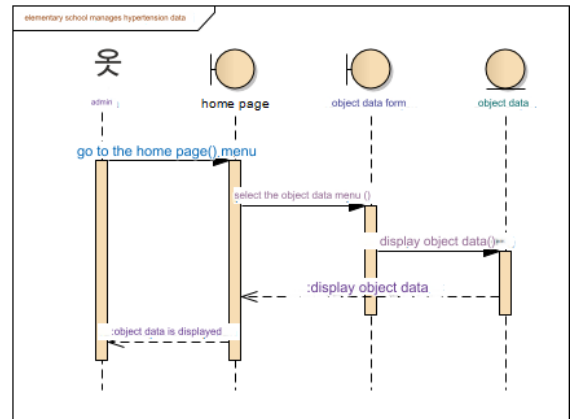 elementary school manages hypertension data
옷
admin :
home page
object data form
object data
go to the home page() menu
select the object data menu ()
display object data()
:display object data
:object data is displayed